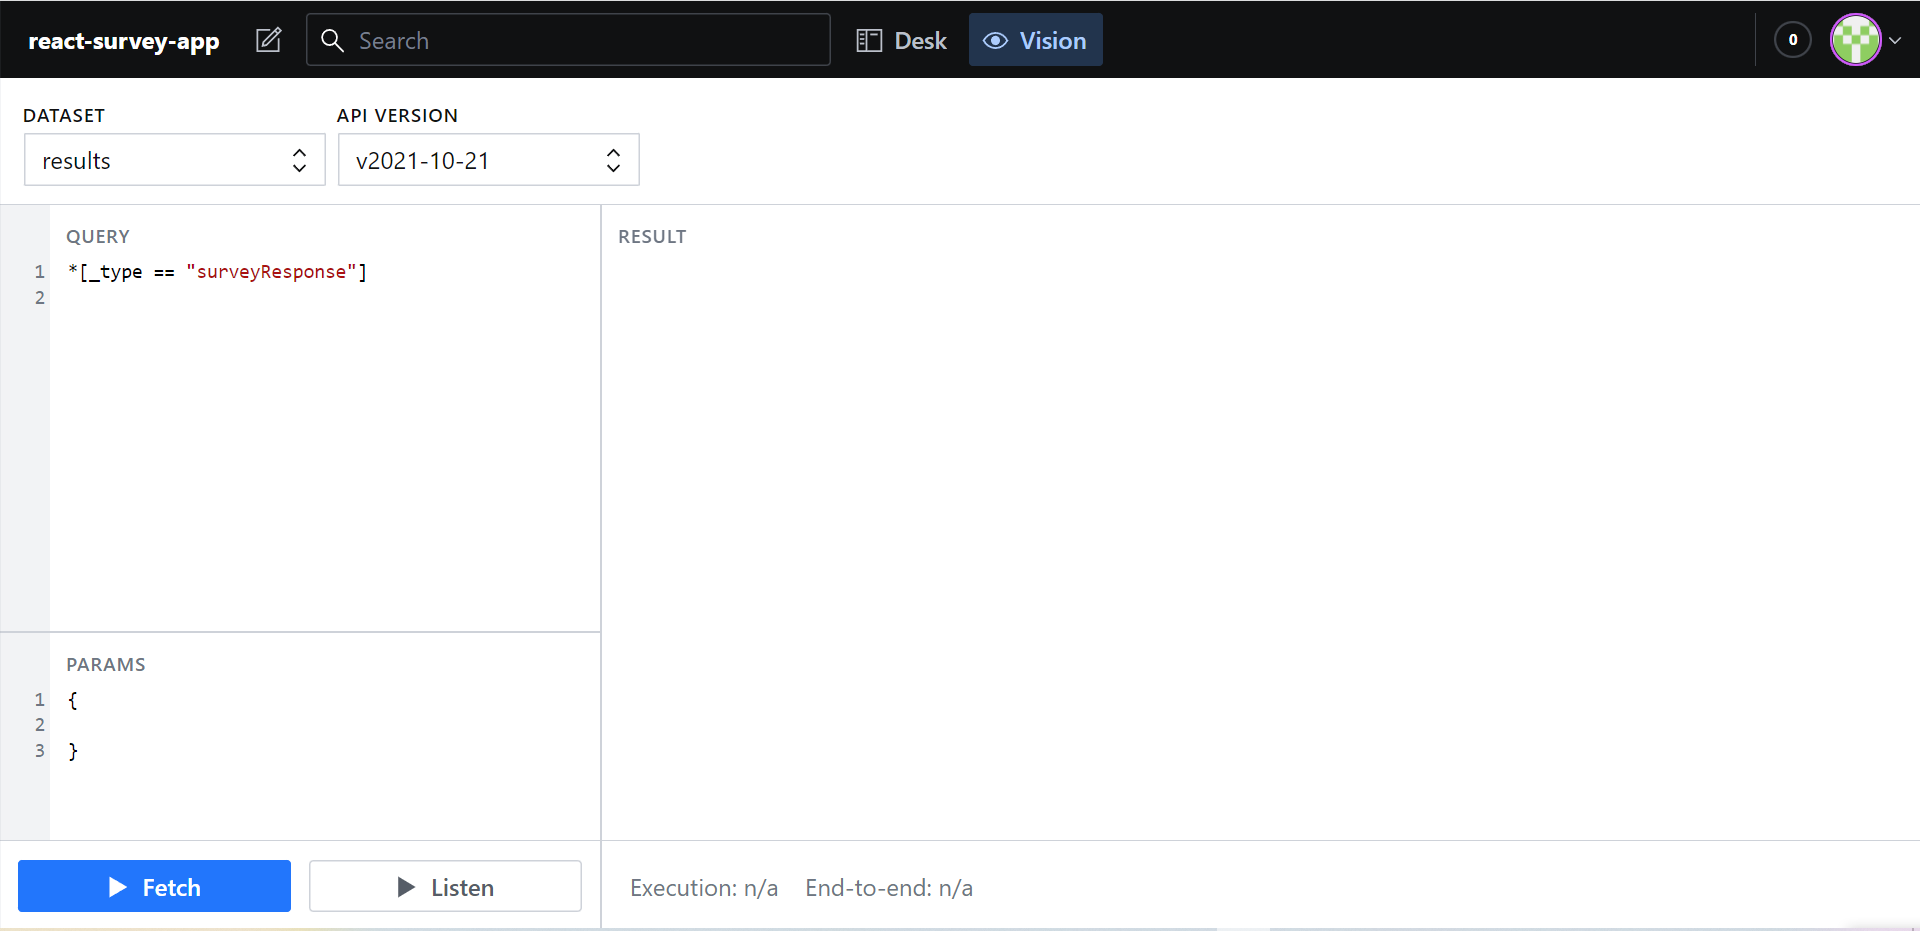 react-survey-app
Search
Desk
Vision
0
DATASET
API VERSION
results
v2021-10-21
QUERY
1 *[_type == "surveyResponse"]
2
RESULT
PARAMS
1 {
2
3 }
Fetch
Listen
Execution: n/a
End-to-end: n/a